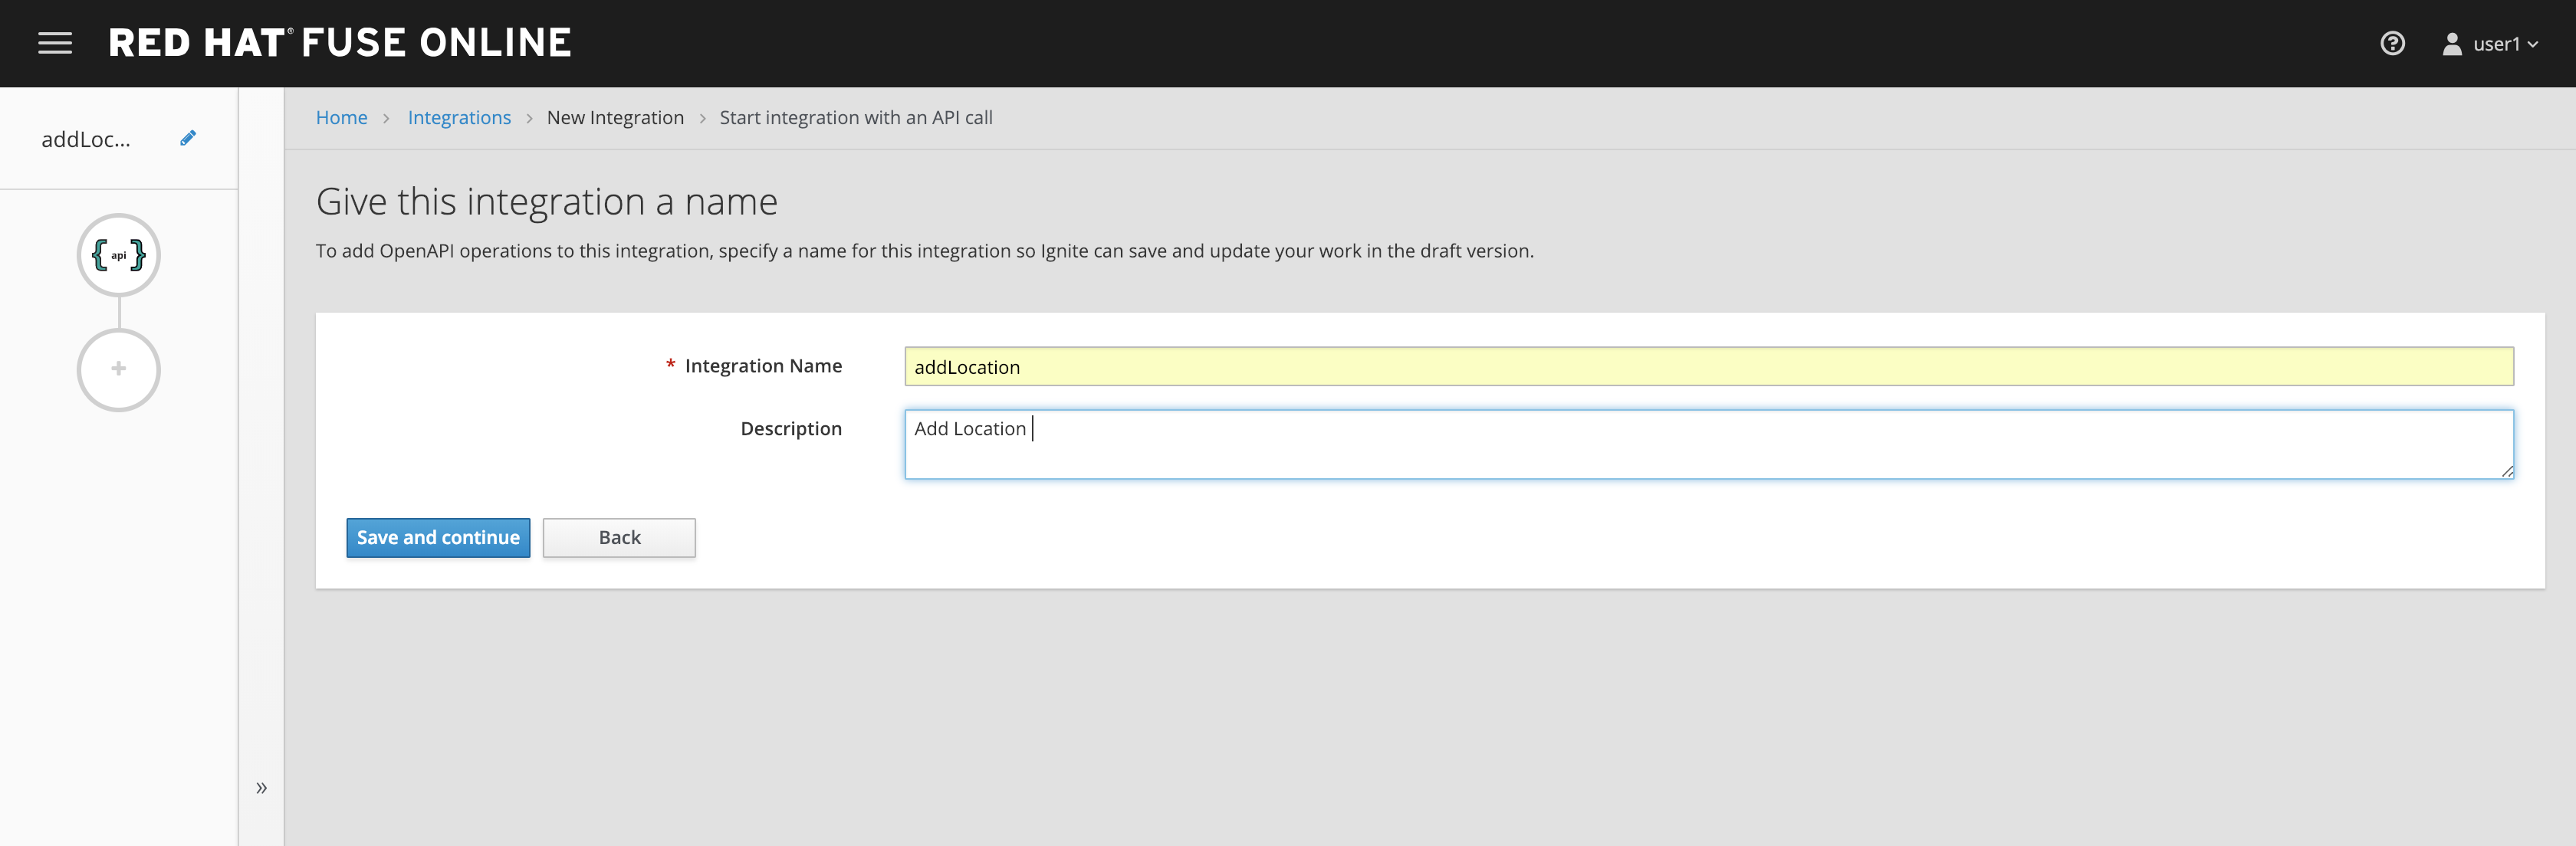 RED HAT® FUSE ONLINE
user1
addLoc...
Home > Integrations > New Integration > Start integration with an API call
Give this integration a name
To add OpenAPI operations to this integration, specify a name for this integration so Ignite can save and update your work in the draft version.
{ api }
* Integration Name
addLocation
Description
Add Location
Save and continue
Back
»